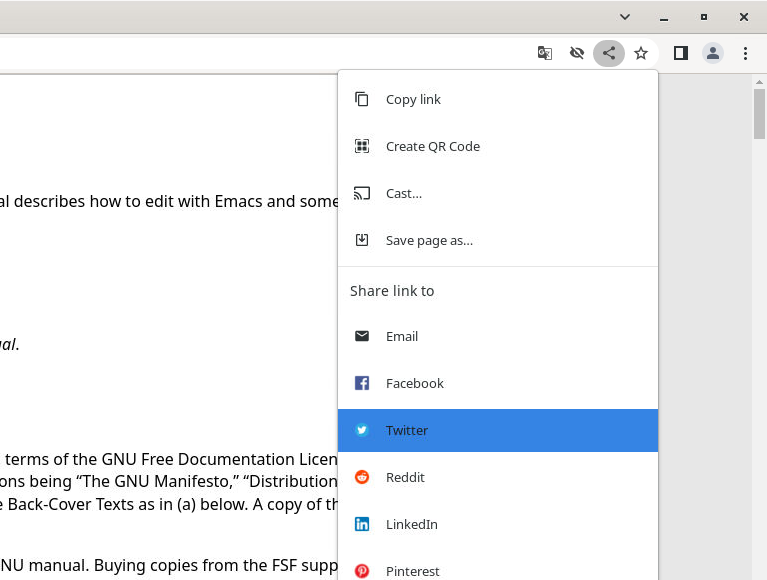 Copy link
Create QR Code
Cast...
al describes how to edit with Emacs and some
Save page as...
Share link to
Email
al.
Facebook
Twitter
terms of the GNU Free Documentation Licen
Reddit
ons being “The GNU Manifesto,” “Distribution
e Back-Cover Texts as in (a) below. A copy of th
LinkedIn
NU manual. Buying copies from the FSF supp
Pinterest